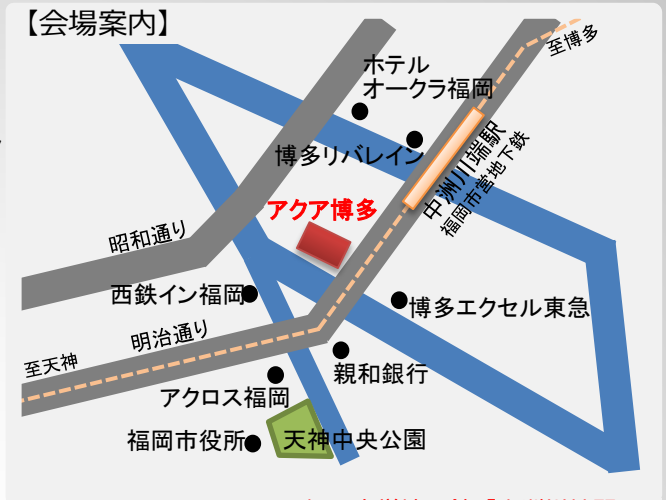 【会場案内】
至博多
ホテル
オークラ福岡
博多リバレイン
中洲川端駅
福岡市営地下鉄
アクア博多
昭和通り
西鉄イン福岡
博多エクセル東急
明治通り
至天神
親和銀行
アクロス福岡
福岡市役所
天神中央公園